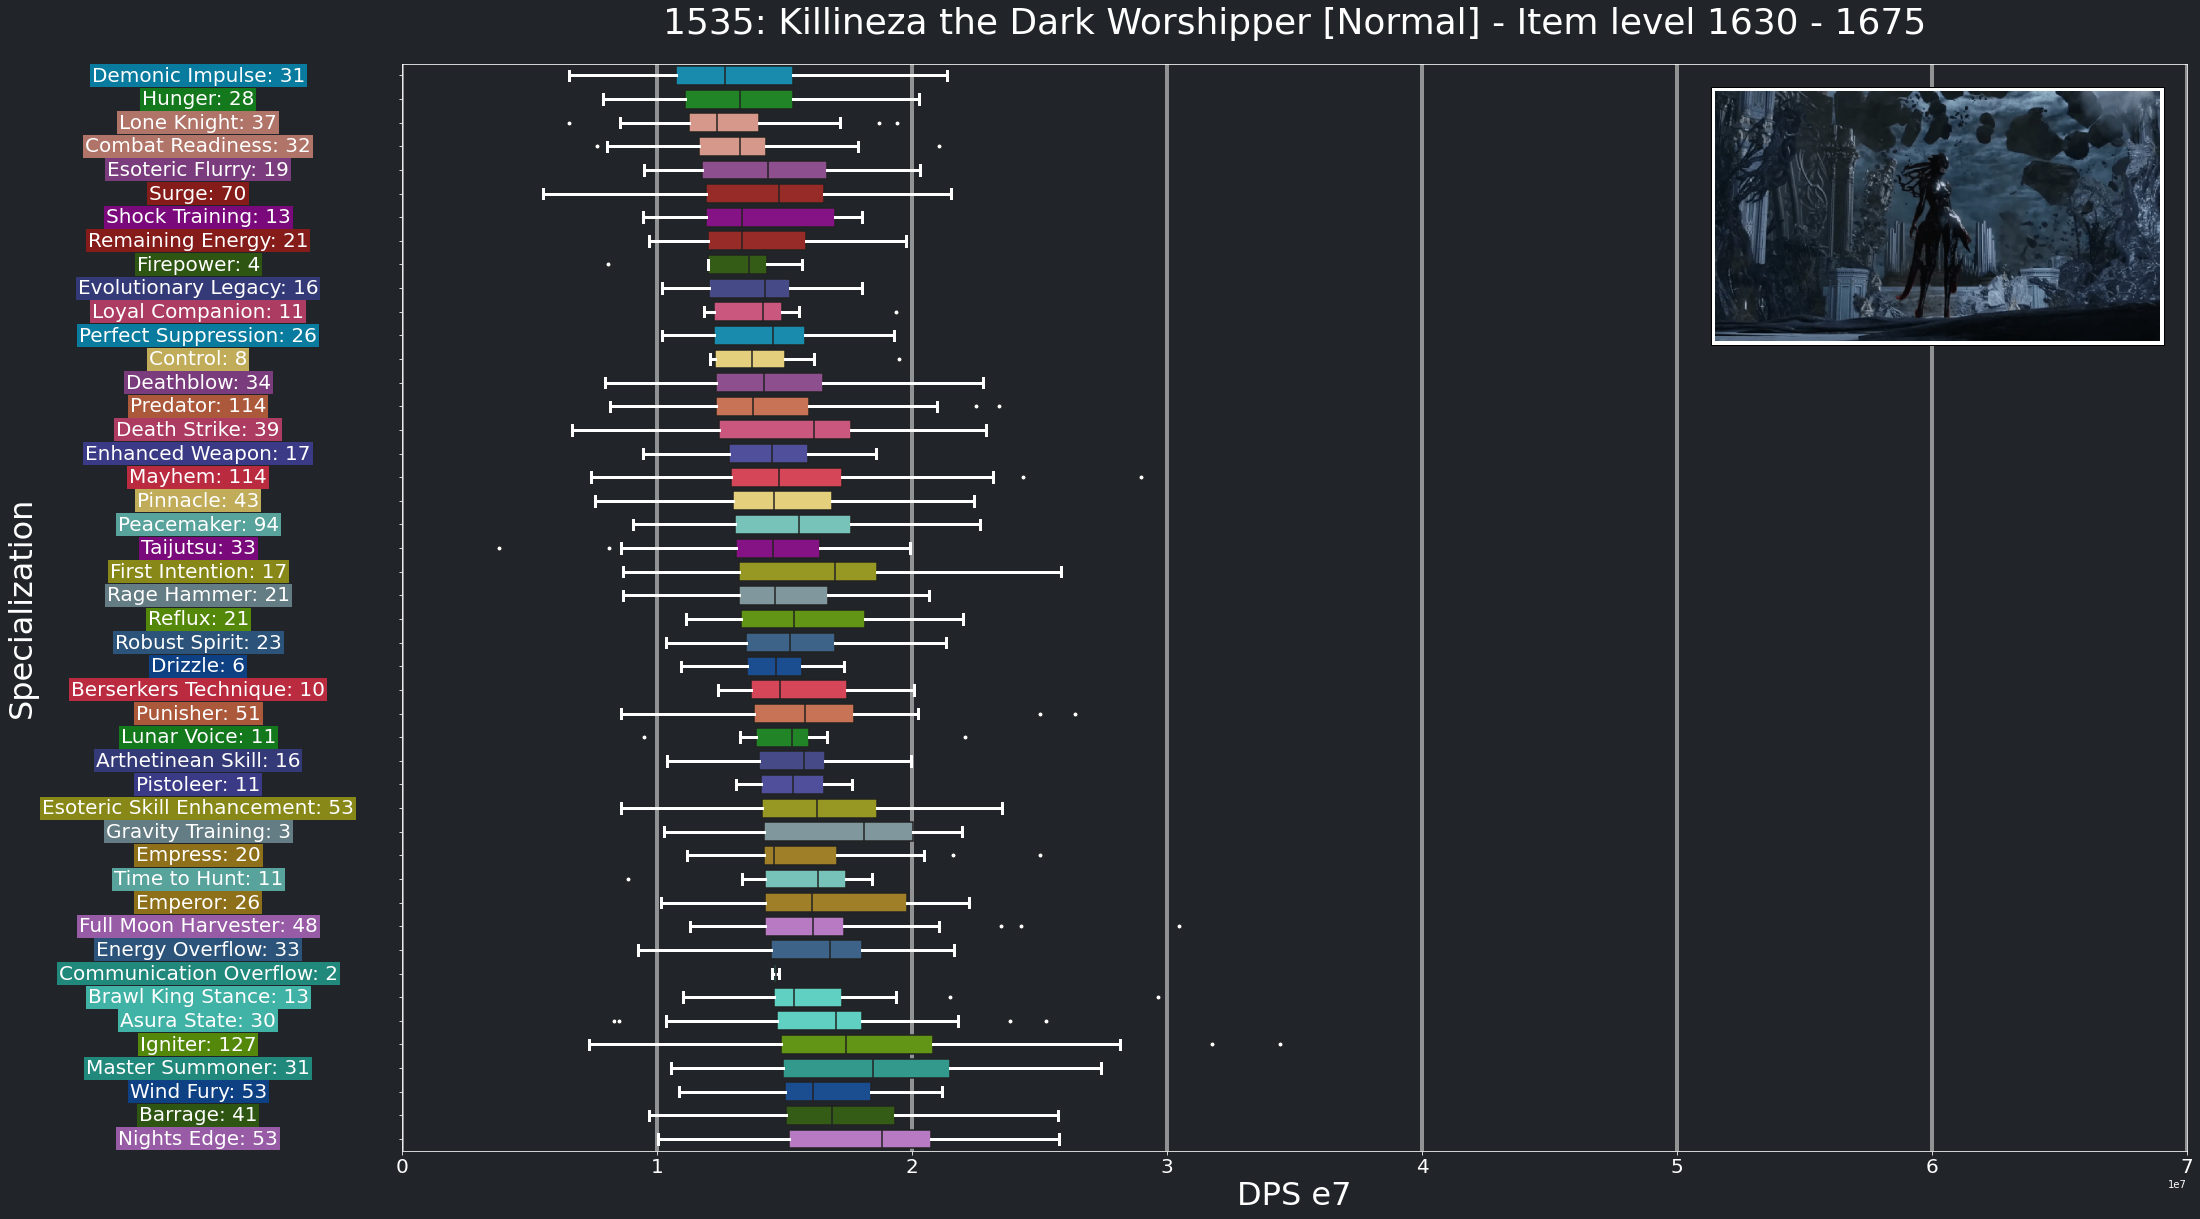 1535: Killineza the Dark Worshipper [Normal] - Item level 1630 - 1675
Demonic Impulse: 31
Hunger: 28
Lone Knight: 37
Combat Readiness: 32
Esoteric Flurry: 19
Surge: 70
Shock Training: 13
Remaining Energy: 21
Firepower: 4
Evolutionary Legacy: 16
Loyal Companion: 11
Perfect Suppression: 26
Control: 8
Deathblow: 34
Predator: 114
Death Strike: 39
Enhanced Weapon: 17
Mayhem: 114
Pinnacle: 43
Peacemaker: 94
Taijutsu: 33
First Intention: 17
Rage Hammer: 21
Reflux: 21
Robust Spirit: 23
Drizzle: 6
Berserkers Technique: 10
Punisher: 51
Lunar Voice: 11
Arthetinean Skill: 16
Pistoleer: 11
Esoteric Skill Enhancement: 53
Gravity Training: 3
Empress: 20
Time to Hunt: 11
Emperor: 26
Full Moon Harvester: 48
Energy Overflow: 33
Communication Overflow: 2
Brawl King Stance: 13
Asura State: 30
Igniter: 127
Master Summoner: 31
Wind Fury: 53
Barrage: 41
Nights Edge: 53
Specialization
0 1 2 3 4 5 6 7
1e7
DPS e7